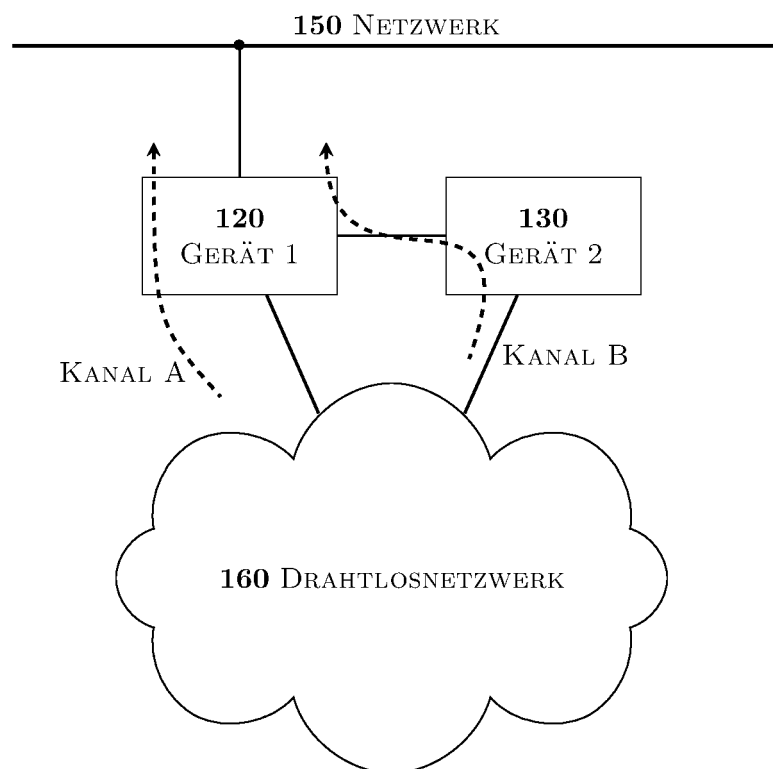 150 NETZWERK
120
GERÄT 1
130
GERÄT 2
KANAL A
KANAL B
160 DRAHTLOSNETZWERK